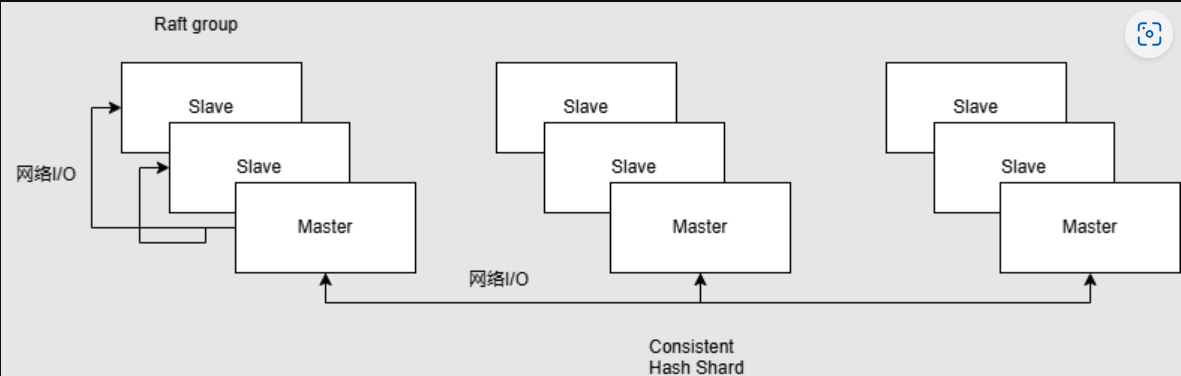 Raft group
Slave
Slave
Slave
Slave
Slave
Slave
网络I/O
Master
Master
Master
网络I/O
Consistent
Hash Shard